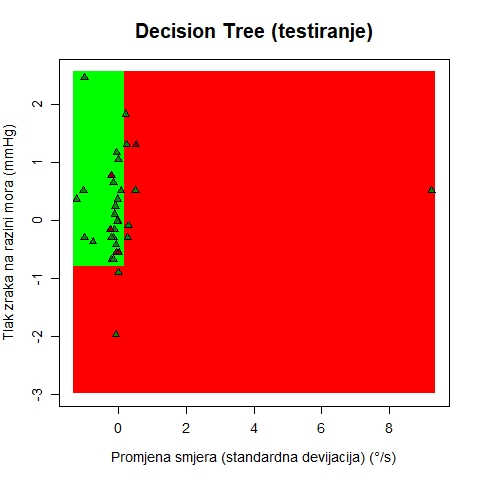 Decision Tree (testiranje)
Tlak zraka na razini mora (mmHg)
2
1
0
-1
-2
-3
0 2 4 6 8
Promjena smjera (standardna devijacija) (°/s)